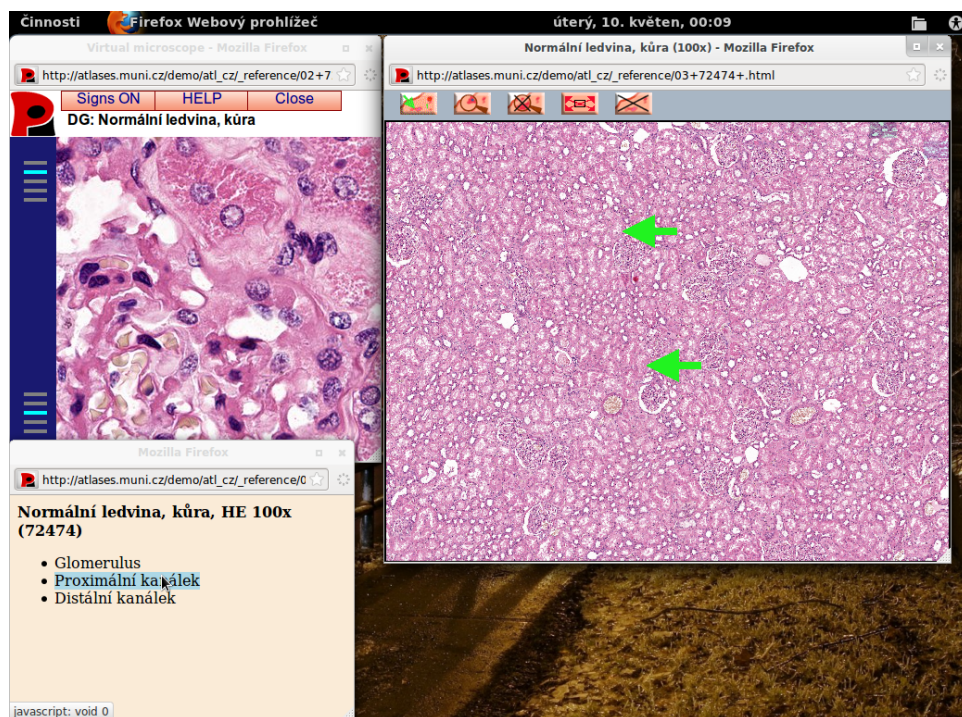 Činnosti
Firefox Webový prohlížeč
úterý, 10. květen, 00:09
Virtual microscope - Mozilla Firefox
http://atlases.muni.cz/demo/atl_cz/_reference/02+7
Signs ON
HELP
Close
DG: Normální ledvina, kůra
Normální ledvina, kůra (100x) - Mozilla Firefox
http://atlases.muni.cz/demo/atl_cz/_reference/03+72474+.html
Mozilla Firefox
http://atlases.muni.cz/demo/atl_cz/_reference/0
Normální ledvina, kůra, HE 100x
(72474)
• Glomerulus
• Proximální kanálek
• Distální kanálek
javascript: void 0